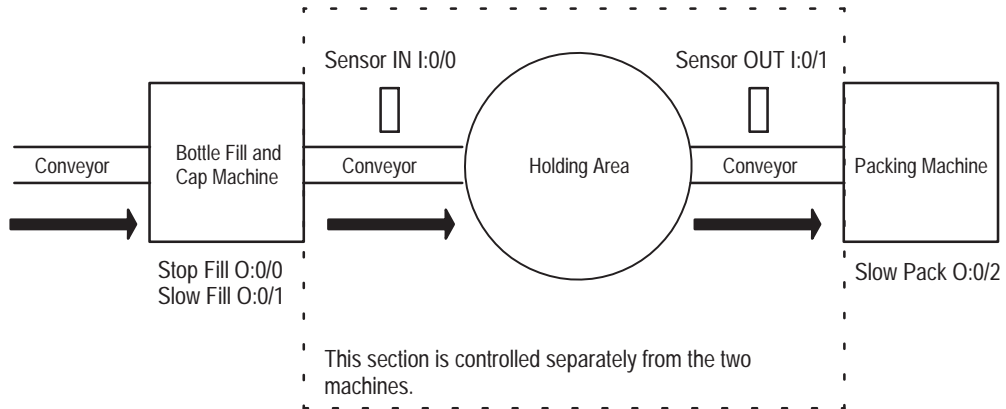 Sensor IN I:0/0
Sensor OUT I:0/1
Conveyor
Bottle Fill and
Cap Machine
Conveyor
Holding Area
Conveyor
Packing Machine
Stop Fill O:0/0
Slow Fill O:0/1
Slow Pack O:0/2
This section is controlled separately from the two
machines.